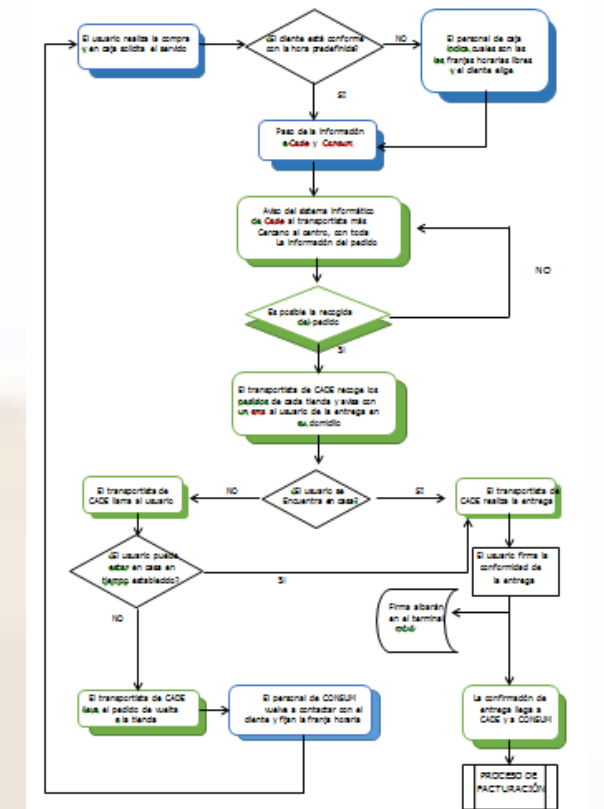 El usuario realiza la compra
y en caja solicita el servicio
¿El cliente está conforme
con la hora predefinida?
NO
El personal de caja
indica,cuales son las
las franjas horarias libres
y el cliente elige
SI
Paso de la información
a Cade y Consum
Aviso del sistema informático
de Cade al transportista más
Cercano al centro, con toda
La información del pedido
NO
Es posible la recogida
del pedido
SI
El transportista de CADE recoge los
pedidos de cada tienda y avisa con
un sms al usuario de la entrega en
su domicilio
¿El usuario se
Encuentra en casa?
NO
SI
El transportista de
CADE llama al usuario
El transportista de
CADE realiza la entrega
¿El usuario puede
estar en casa en
tiempo establecido?
SI
NO
El usuario firma la
conformidad de
la entrega
Firma albarán
en el terminal
móvil
El transportista de CADE
lleva el pedido de vuelta
a la tienda
El personal de CONSUM
vuelve a contactar con el
cliente y fijan la franja horaria
La confirmación de
entrega llega a
CADE y a CONSUM
PROCESO DE
FACTURACIÓN